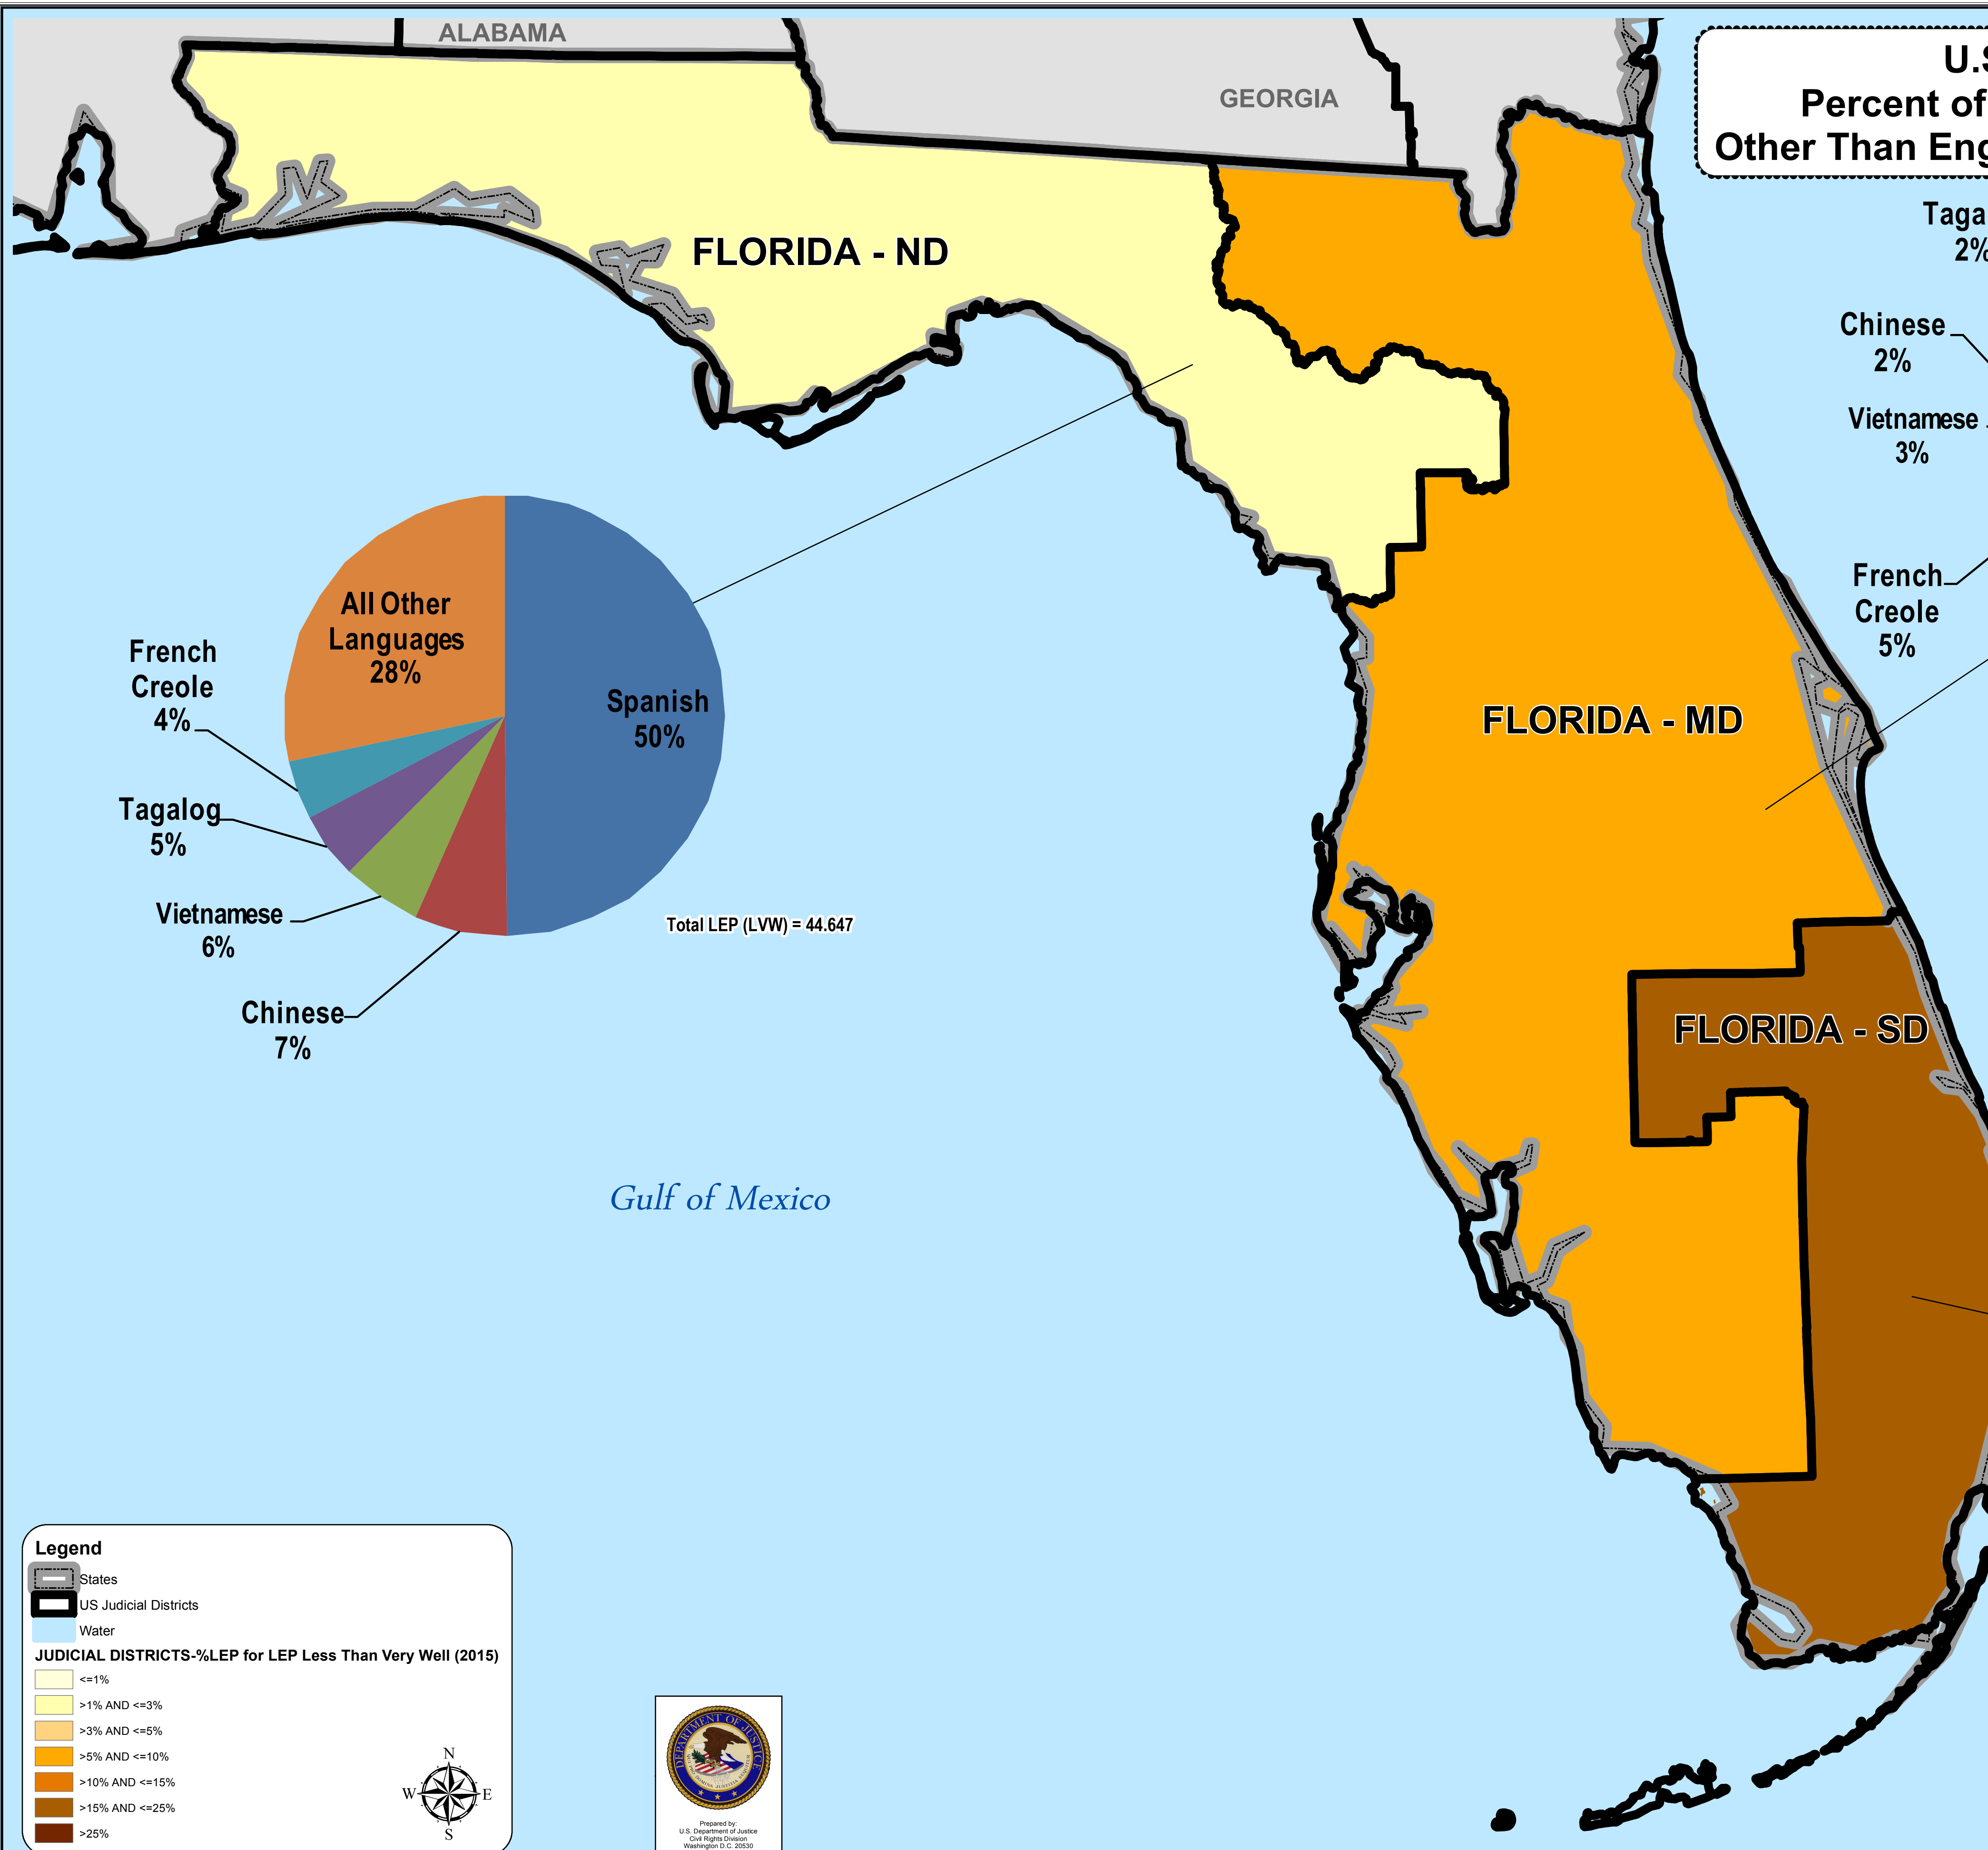 ALABAMA
GEORGIA
U.S
Percent of
Other Than Eng
FLORIDA - ND
Taga
2%
Chinese
2%
Vietnamese
3%
French
Creole
5%
All Other
Languages
28%
French
Creole
4%
Spanish
50%
Tagalog
5%
Vietnamese
6%
Chinese
7%
Total LEP (LVW) = 44.647
FLORIDA - MD
FLORIDA - SD
Gulf of Mexico
Legend
States
US Judicial Districts
Water
JUDICIAL DISTRICTS-%LEP for LEP Less Than Very Well (2015)
<=1%
>1% AND <=3%
>3% AND <=5%
>5% AND <=10%
>10% AND <=15%
>15% AND <=25%
>25%
N
W
E
S
DEPARTMENT OF JUSTICE
Prepared by:
U.S. Department of Justice
Civil Rights Division
Washington D.C. 20530